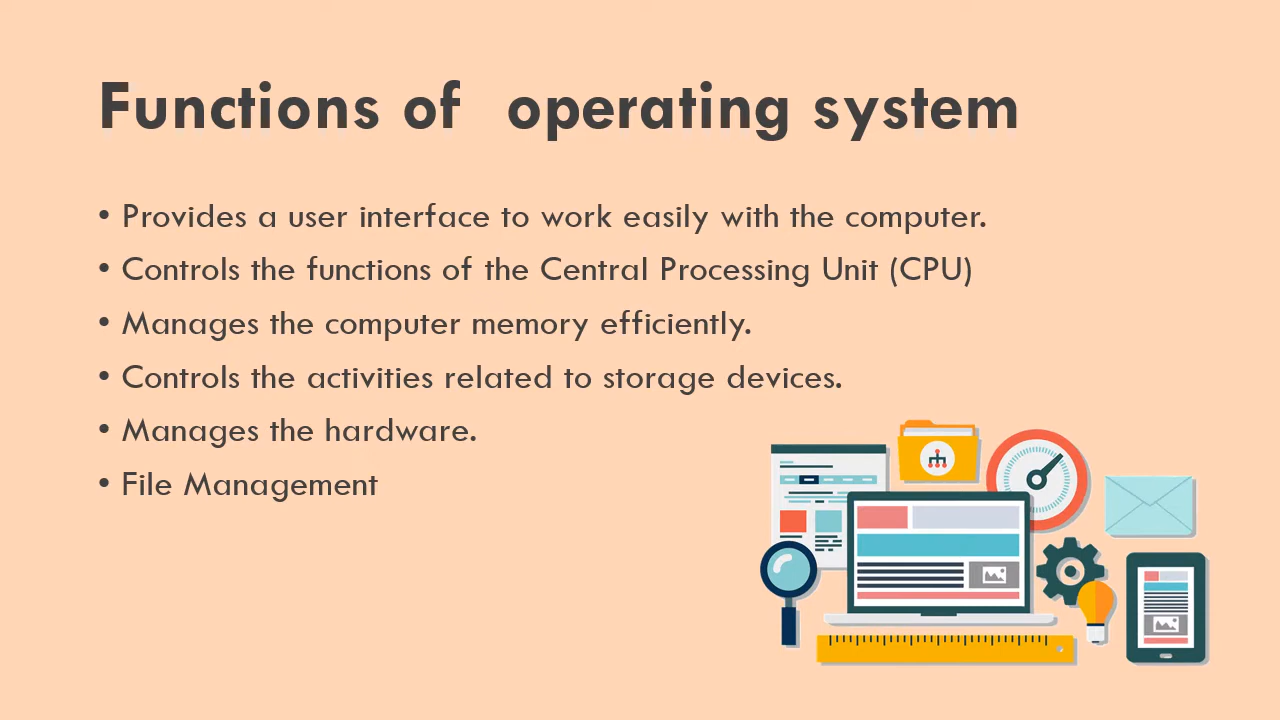 Functions of  operating system
• Provides a user interface to work easily with the computer.
• Controls the functions of the Central Processing Unit (CPU)
• Manages the computer memory efficiently.
• Controls the activities related to storage devices.
• Manages the hardware.
• File Management